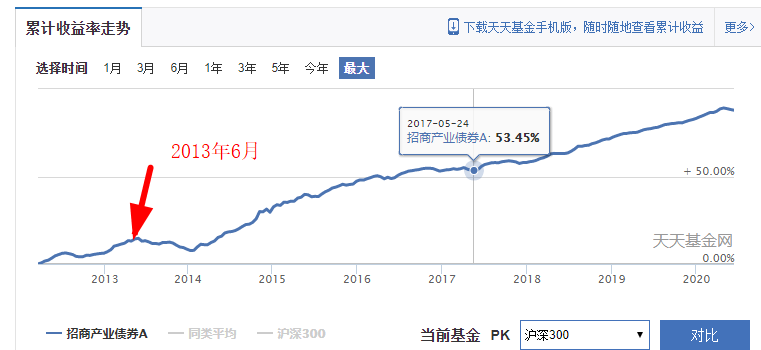 累计收益率走势
下载天天基金手机版，随时随地查看累计收益
更多>
选择时间 1月 3月 6月 1年 3年 5年 今年 最大
2017-05-24
招商产业债券A: 53.45%
2013年6月
+ 50.00%
天天基金网
0.00%
2013 2014 2015 2016 2017 2018 2019 2020
招商产业债券A 同类平均 沪深300
当前基金 PK 沪深300 对比